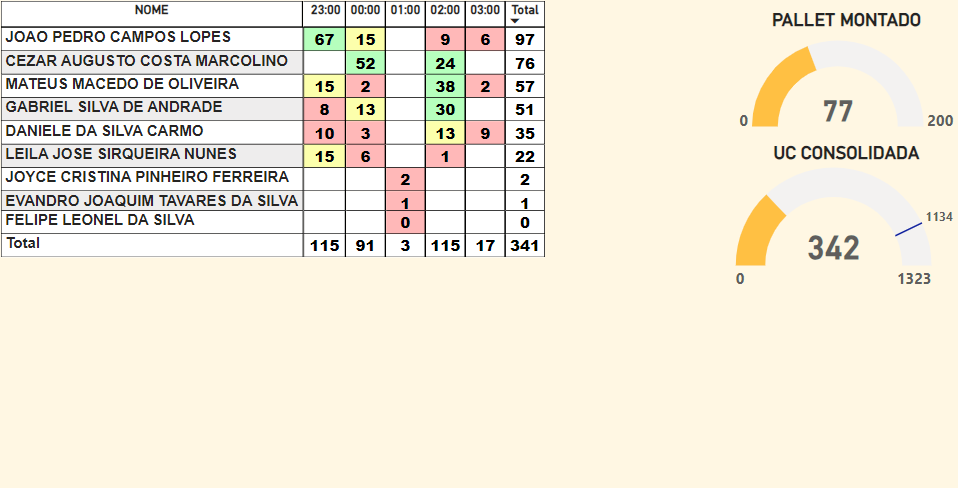 NOME 23:00 00:00 01:00 02:00 03:00 Total
JOAO PEDRO CAMPOS LOPES 67 15 9 6 97
CEZAR AUGUSTO COSTA MARCOLINO 52 24 76
MATEUS MACEDO DE OLIVEIRA 15 2 38 2 57
GABRIEL SILVA DE ANDRADE 8 13 30 51
DANIELE DA SILVA CARMO 10 3 13 9 35
LEILA JOSE SIRQUEIRA NUNES 15 6 1 22
JOYCE CRISTINA PINHEIRO FERREIRA 2 2
EVANDRO JOAQUIM TAVARES DA SILVA 1 1
FELIPE LEONEL DA SILVA 0 0
Total 115 91 3 115 17 341
PALLET MONTADO
77
0 200
UC CONSOLIDADA
1134
342
0 1323